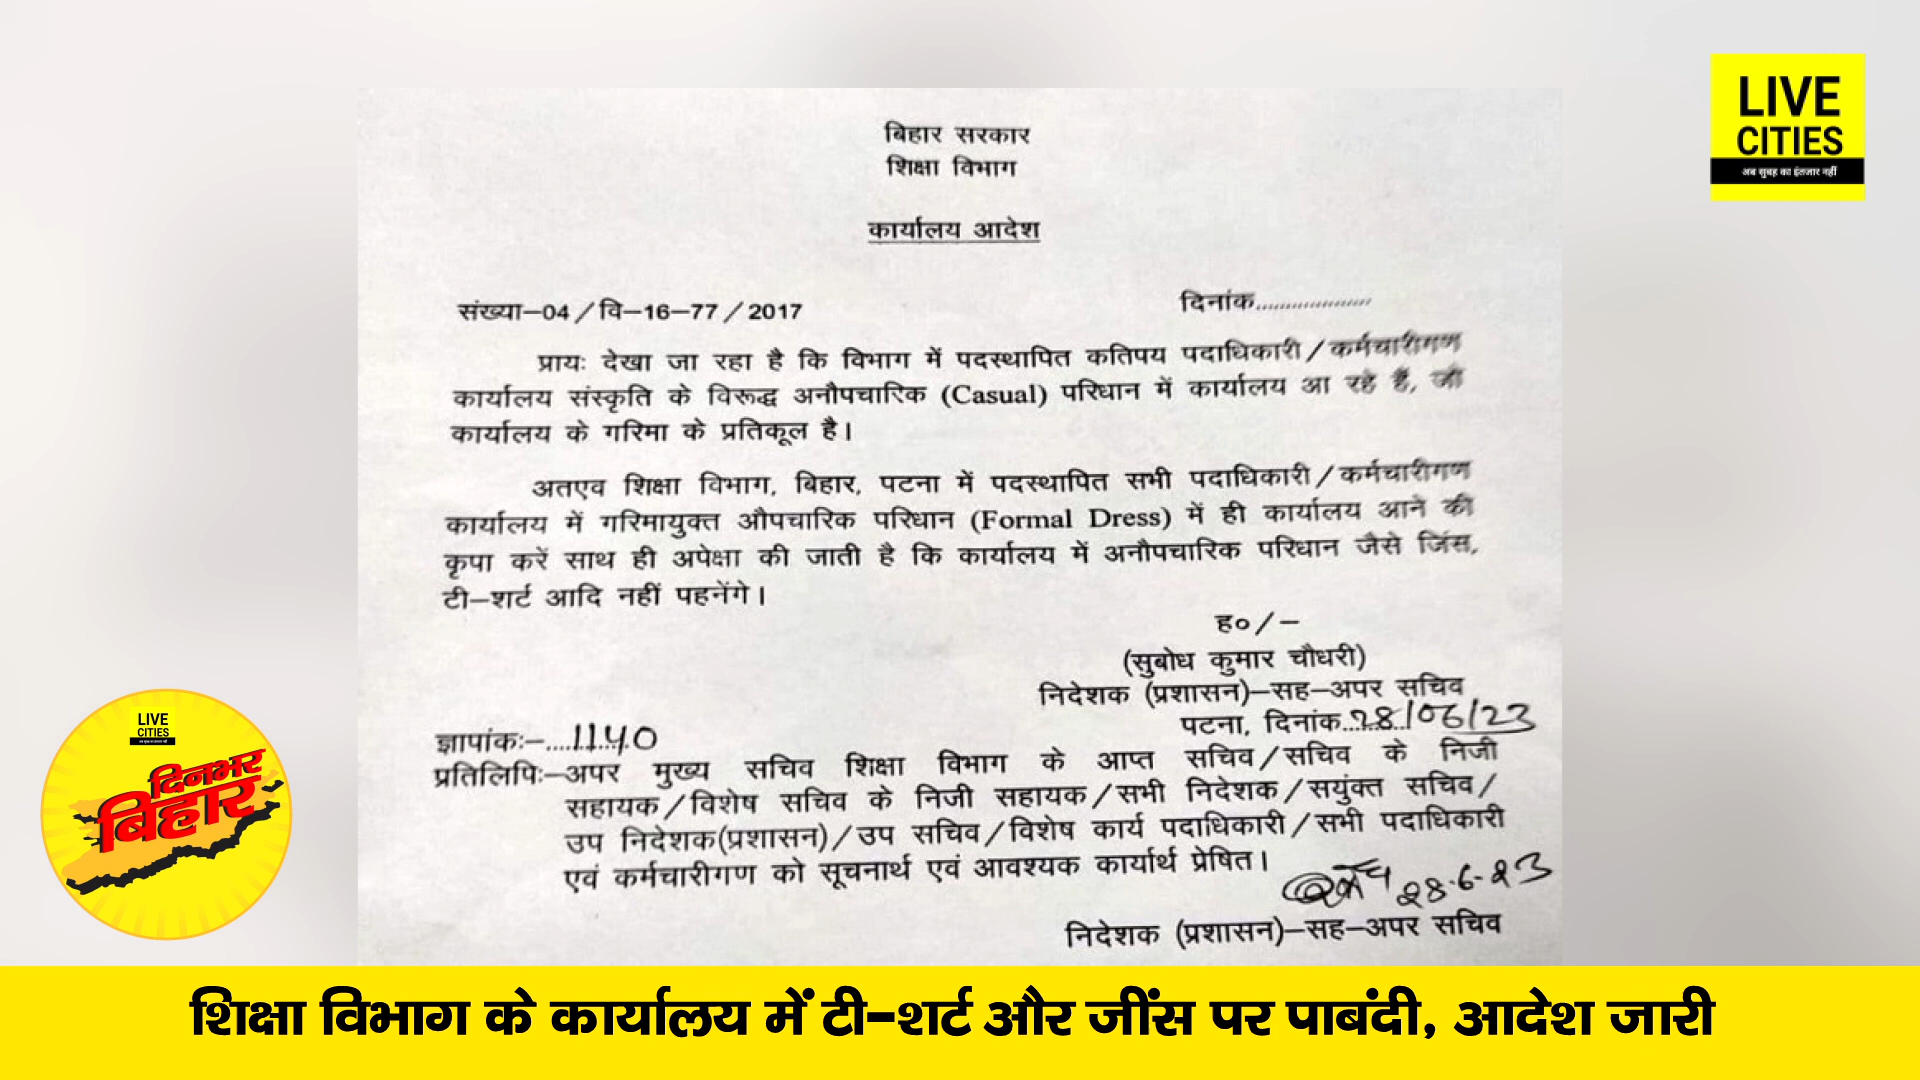 LIVE
CITIES
अब सुबह का इंतजार नहीं
बिहार सरकार
शिक्षा विभाग
कार्यालय आदेश
संख्या–04/वि–16–77/2017
दिनांक....................
प्रायः देखा जा रहा है कि विभाग में पदस्थापित कतिपय पदाधिकारी/कर्मचारीगण
कार्यालय संस्कृति के विरूद्ध अनौपचारिक (Casual) परिधान में कार्यालय आ रहे हैं, जो
कार्यालय के गरिमा के प्रतिकूल है।
अतएव शिक्षा विभाग, बिहार, पटना में पदस्थापित सभी पदाधिकारी/कर्मचारीगण
कार्यालय में गरिमायुक्त औपचारिक परिधान (Formal Dress) में ही कार्यालय आने की
कृपा करें साथ ही अपेक्षा की जाती है कि कार्यालय में अनौपचारिक परिधान जैसे जिंस,
टी–शर्ट आदि नहीं पहनेंगे।
ह०/–
(सुबोध कुमार चौधरी)
निदेशक (प्रशासन)–सह–अपर सचिव
पटना, दिनांक..28/06/23
ज्ञापांकः–....1140
प्रतिलिपिः–अपर मुख्य सचिव शिक्षा विभाग के आप्त सचिव/सचिव के निजी
सहायक/विशेष सचिव के निजी सहायक/सभी निदेशक/सयुंक्त सचिव/
उप निदेशक(प्रशासन)/उप सचिव/विशेष कार्य पदाधिकारी/सभी पदाधिकारी
एवं कर्मचारीगण को सूचनार्थ एवं आवश्यक कार्यार्थ प्रेषित।
28.6.23
निदेशक (प्रशासन)–सह–अपर सचिव
LIVE
CITIES
दिनभर
बिहार
शिक्षा विभाग के कार्यालय में टी-शर्ट और जींस पर पाबंदी, आदेश जारी